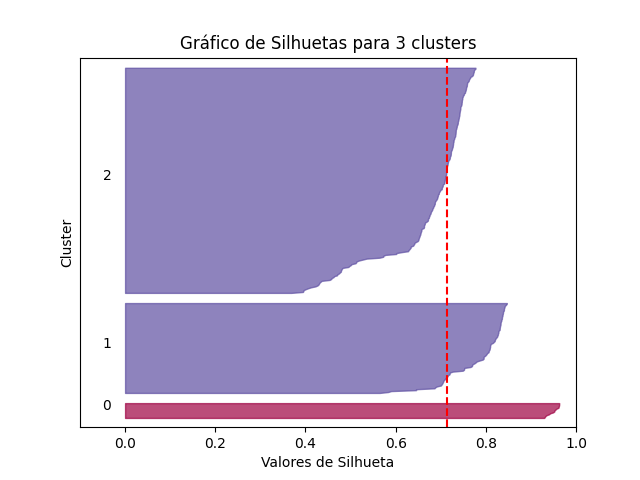 Gráfico de Silhuetas para 3 clusters
Cluster
2
1
0
0.0 0.2 0.4 0.6 0.8 1.0
Valores de Silhueta